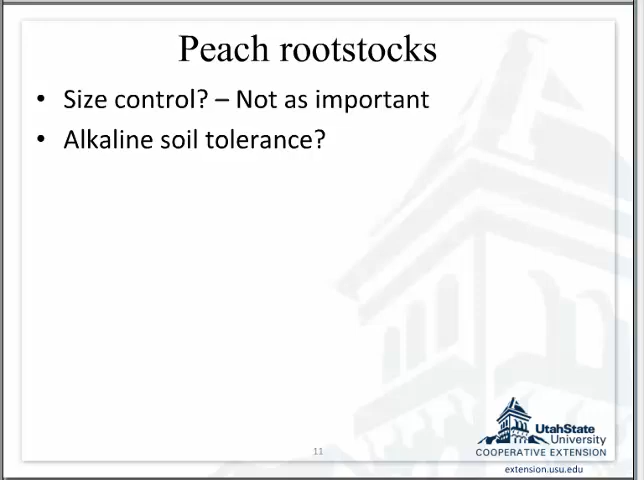 Peach rootstocks
• Size control? – Not as important
• Alkaline soil tolerance?
11
UtahState
University
COOPERATIVE EXTENSION
extension.usu.edu